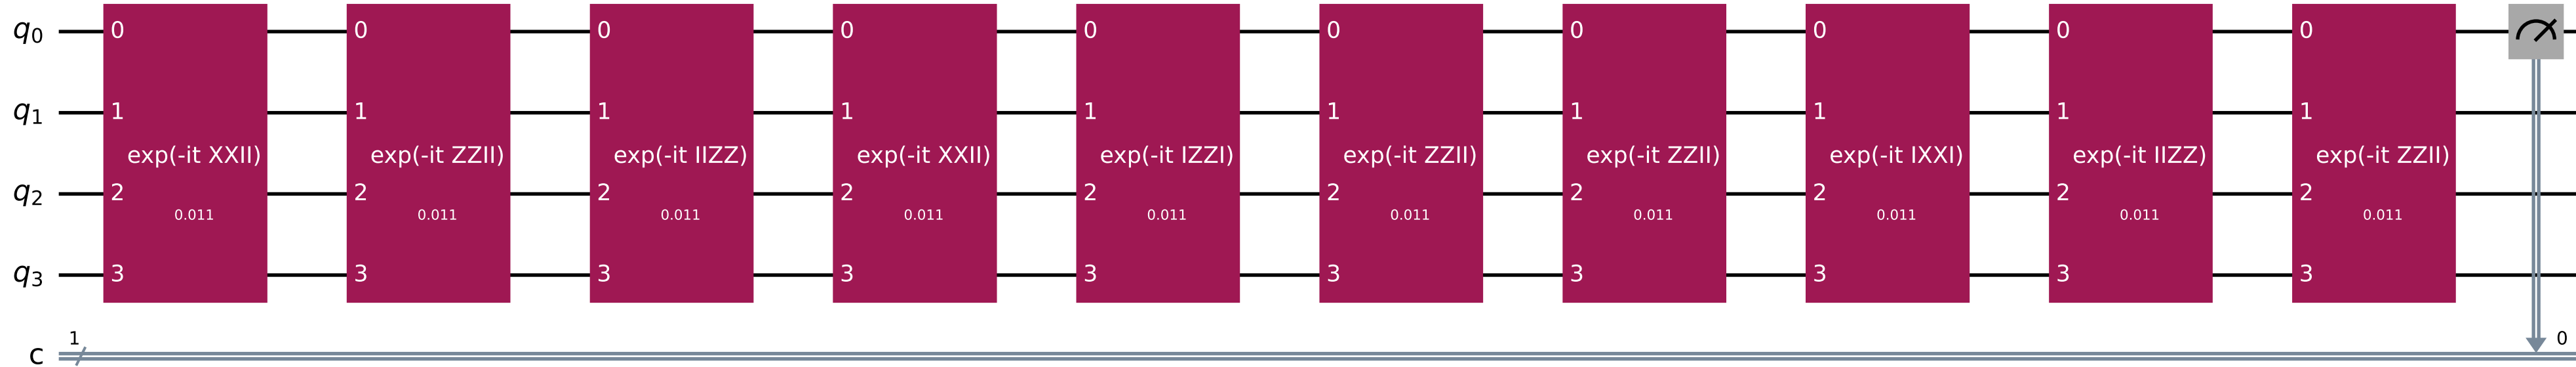 q0 0 0 0 0 0 0 0 0 0 0
q1 1 1 1 1 1 1 1 1 1 1
exp(-it XXII) exp(-it ZZII) exp(-it IIZZ) exp(-it XXII) exp(-it IZZI) exp(-it ZZII) exp(-it ZZII) exp(-it IXXI) exp(-it IIZZ) exp(-it ZZII)
q2 2 2 2 2 2 2 2 2 2 2
0.011 0.011 0.011 0.011 0.011 0.011 0.011 0.011 0.011 0.011
q3 3 3 3 3 3 3 3 3 3 3
1 0
c